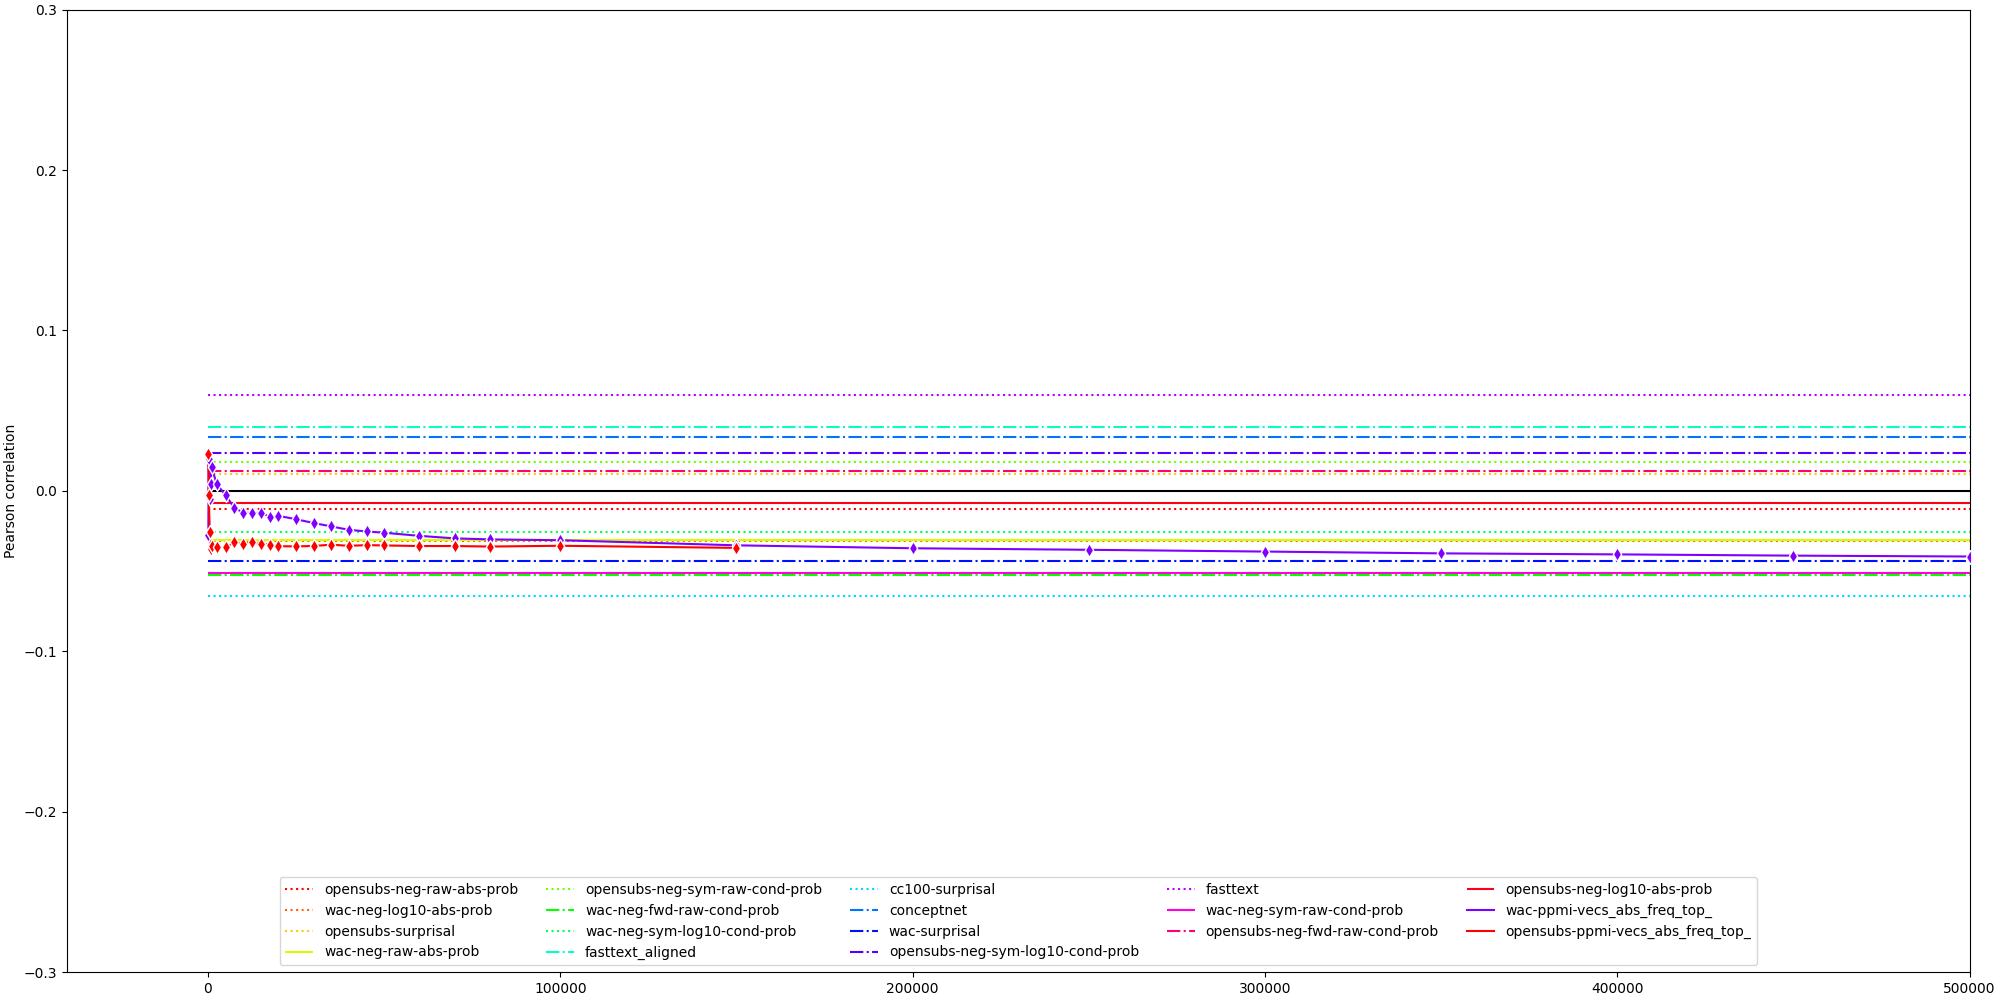 0.3
0.2
0.1
0.0
−0.1
−0.2
−0.3
Pearson correlation
opensubs-neg-raw-abs-prob
wac-neg-log10-abs-prob
opensubs-surprisal
wac-neg-raw-abs-prob
opensubs-neg-sym-raw-cond-prob
wac-neg-fwd-raw-cond-prob
wac-neg-sym-log10-cond-prob
fasttext_aligned
cc100-surprisal
conceptnet
wac-surprisal
opensubs-neg-sym-log10-cond-prob
fasttext
wac-neg-sym-raw-cond-prob
opensubs-neg-fwd-raw-cond-prob
opensubs-neg-log10-abs-prob
wac-ppmi-vecs_abs_freq_top_
opensubs-ppmi-vecs_abs_freq_top_
0 100000 200000 300000 400000 500000